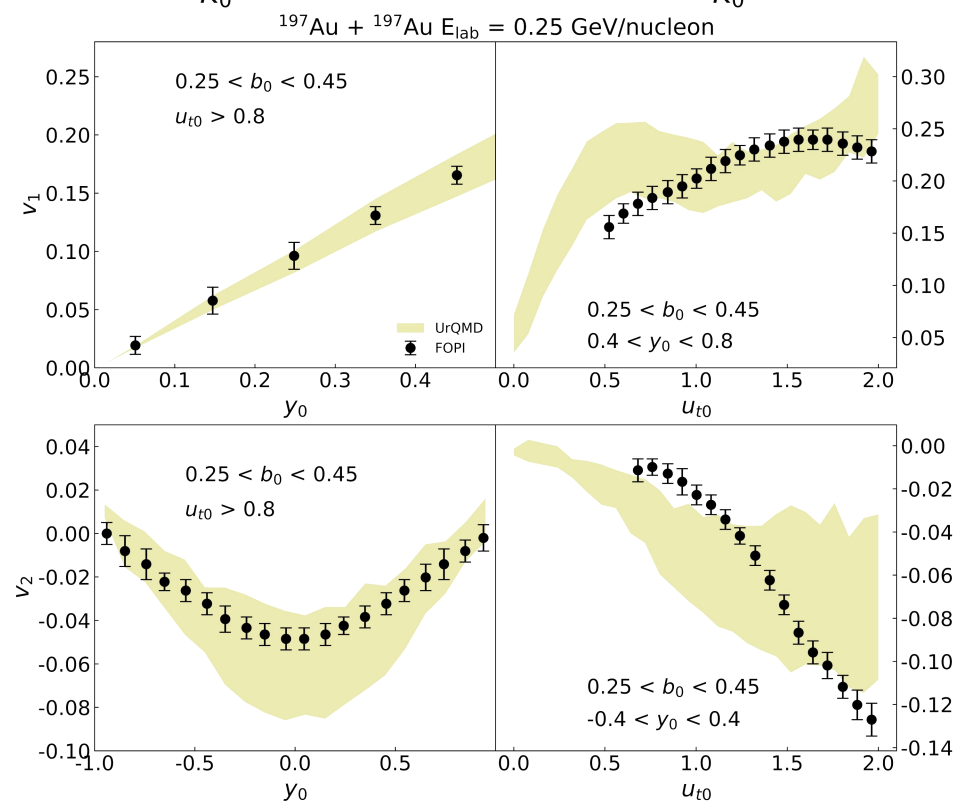 R0 R0
197Au + 197Au Elab = 0.25 GeV/nucleon
0.25 < b0 < 0.45
ut0 > 0.8
v1
0.25
0.20
0.15
0.10
0.05
0.00
0.0 0.1 0.2 0.3 0.4
y0
UrQMD
FOPI
0.25 < b0 < 0.45
0.4 < y0 < 0.8
0.30
0.25
0.20
0.15
0.10
0.05
0.0 0.5 1.0 1.5 2.0
ut0
0.25 < b0 < 0.45
ut0 > 0.8
v2
0.04
0.02
0.00
-0.02
-0.04
-0.06
-0.08
-0.10
-1.0 -0.5 0.0 0.5
y0
0.25 < b0 < 0.45
-0.4 < y0 < 0.4
0.00
-0.02
-0.04
-0.06
-0.08
-0.10
-0.12
-0.14
0.0 0.5 1.0 1.5 2.0
ut0